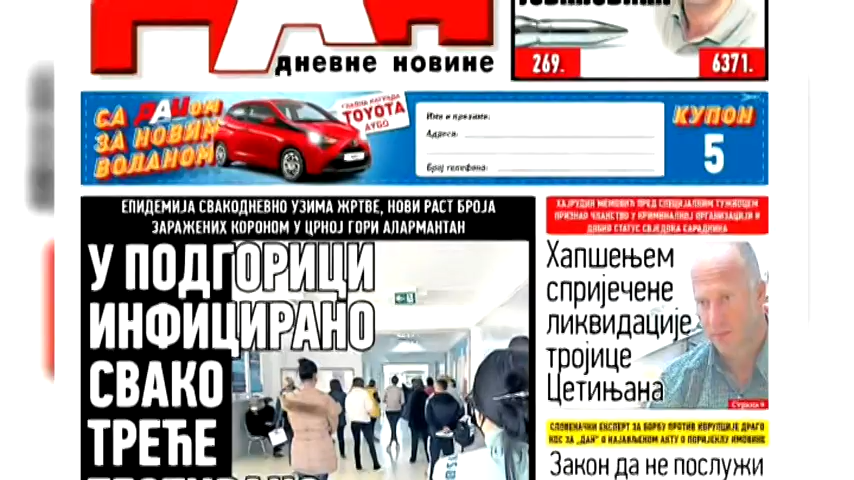 ДАН
дневне новине
269.
6371.
СА ДАНом
ЗА НОВИМ
ВОЛАНОМ
ГЛАВНА НАГРАДА
TOYOTA
AYGO
Име и презиме:
Адреса:
Број телефона:
КУПОН
5
ЕПИДЕМИЈА СВАКОДНЕВНО УЗИМА ЖРТВЕ, НОВИ РАСТ БРОЈА
ЗАРАЖЕНИХ КОРОНОМ У ЦРНОЈ ГОРИ АЛАРМАНТАН
У ПОДГОРИЦИ
ИНФИЦИРАНО
СВАКО
ТРЕЋЕ
ХАЈРУДИН МЕМОВИЋ ПРЕД СПЕЦИЈАЛНИМ ТУЖИОЦЕМ
ПРИЗНАО ЧЛАНСТВО У КРИМИНАЛНОЈ ОРГАНИЗАЦИЈИ И
ДОБИО СТАТУС СВЈЕДОКА САРАДНИКА
Хапшењем
спријечене
ликвидације
тројице
Цетињана
Страна 9
СЛОВЕНАЧКИ ЕКСПЕРТ ЗА БОРБУ ПРОТИВ КОРУПЦИЈЕ ДРАГО
КОС ЗА „ДАН” О НАЈАВЉЕНОМ АКТУ О ПОРИЈЕКЛУ ИМОВИНЕ
Закон да не послужи